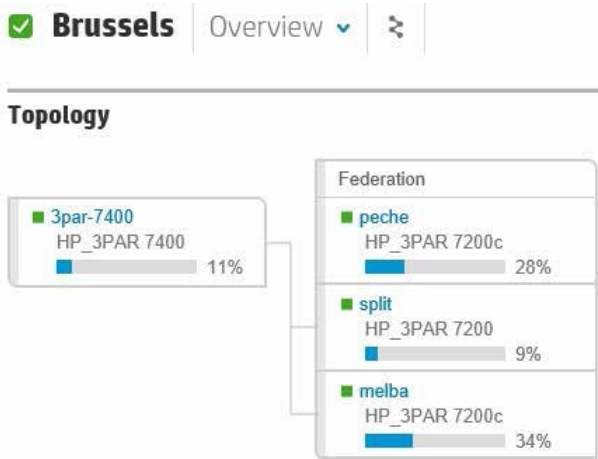 Brussels Overview
Topology
3par-7400
HP_3PAR 7400
11%
Federation
peche
HP_3PAR 7200c
28%
split
HP_3PAR 7200
9%
melba
HP_3PAR 7200c
34%